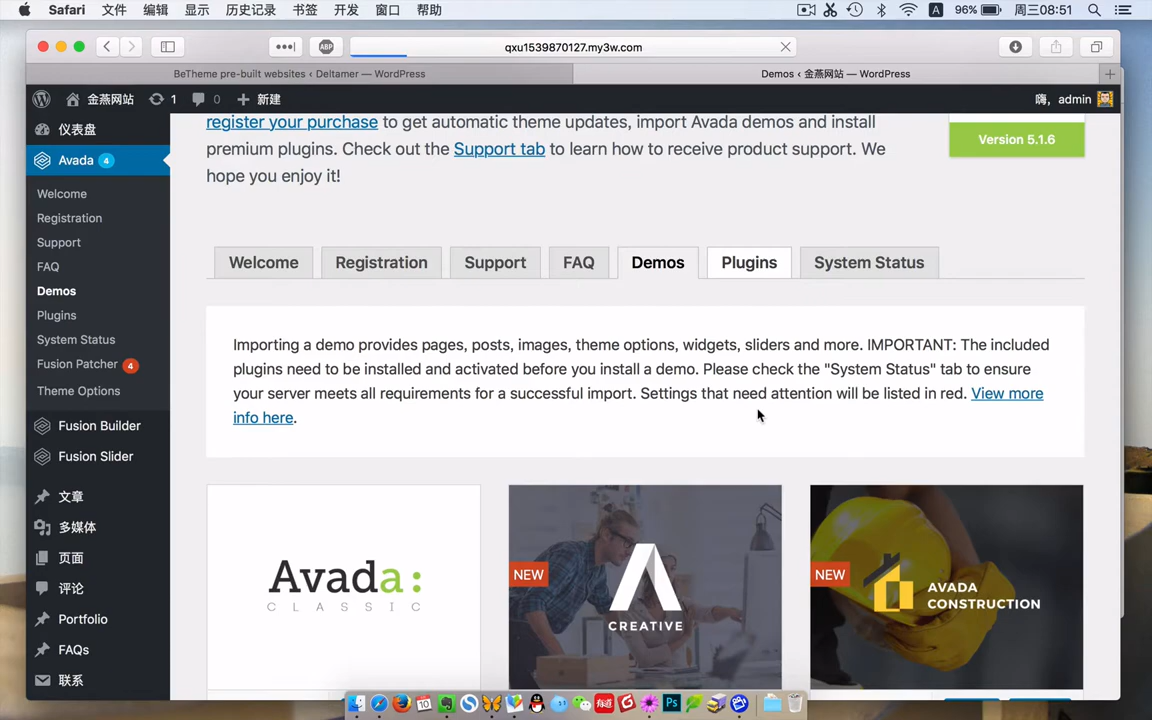 Safari 文件 编辑 显示 历史记录 书签 开发 窗口 帮助 A 96% 周三08:51
ABP qxu1539870127.my3w.com
BeTheme pre-built websites ‹ Deltamer — WordPress Demos ‹ 金燕网站 — WordPress
金燕网站 1 0 新建 嗨，admin
仪表盘
Avada 4
Welcome
Registration
Support
FAQ
Demos
Plugins
System Status
Fusion Patcher 4
Theme Options
Fusion Builder
Fusion Slider
文章
多媒体
页面
评论
Portfolio
FAQs
联系
register your purchase to get automatic theme updates, import Avada demos and install
premium plugins. Check out the Support tab to learn how to receive product support. We
hope you enjoy it!
Version 5.1.6
Welcome Registration Support FAQ Demos Plugins System Status
Importing a demo provides pages, posts, images, theme options, widgets, sliders and more. IMPORTANT: The included
plugins need to be installed and activated before you install a demo. Please check the "System Status" tab to ensure
your server meets all requirements for a successful import. Settings that need attention will be listed in red. View more
info here.
Avada:
CLASSIC
NEW
CREATIVE
NEW
AVADA
CONSTRUCTION